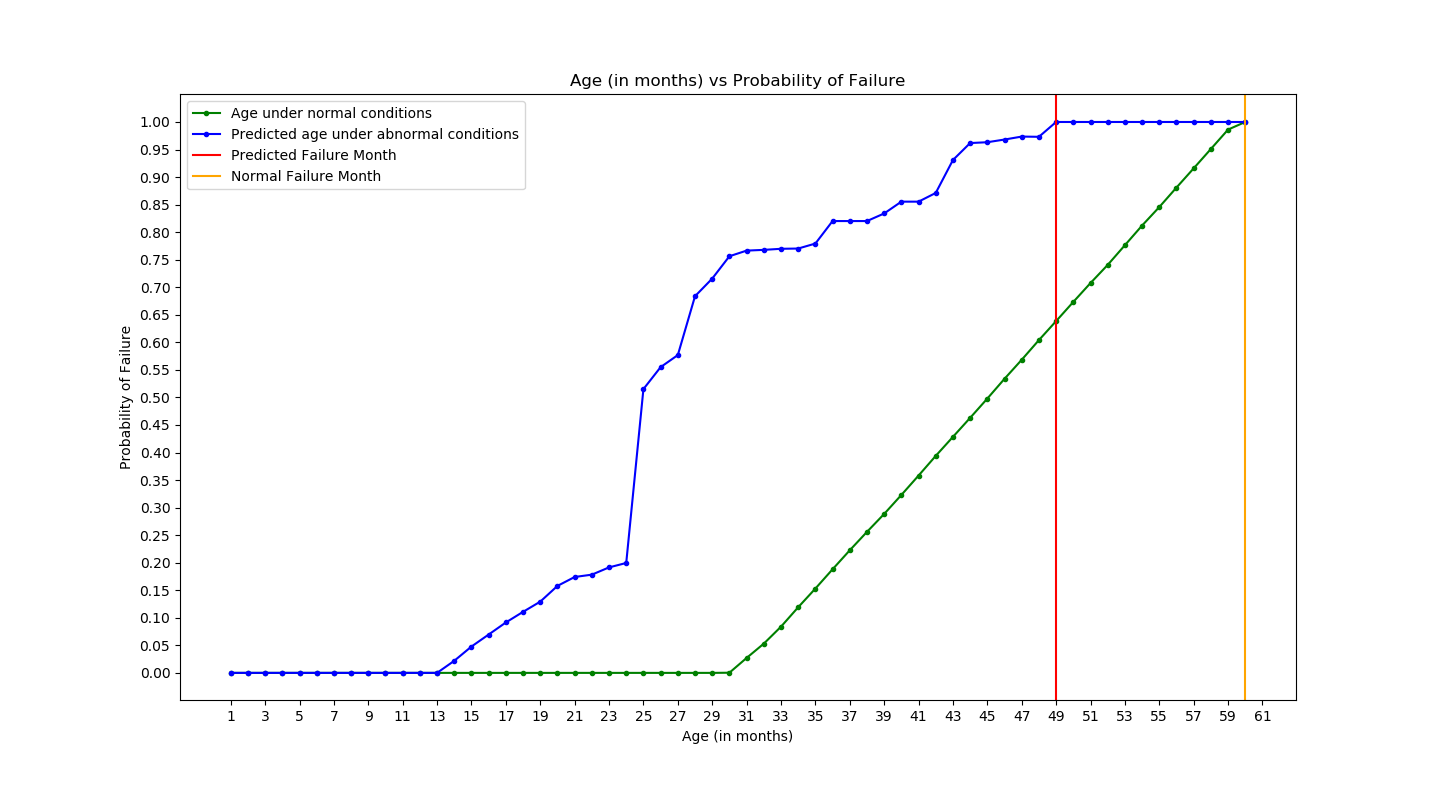 Age (in months) vs Probability of Failure
Age under normal conditions
Predicted age under abnormal conditions
Predicted Failure Month
Normal Failure Month
1.00
0.95
0.90
0.85
0.80
0.75
0.70
0.65
0.60
0.55
0.50
0.45
0.40
0.35
0.30
0.25
0.20
0.15
0.10
0.05
0.00
Probability of Failure
1 3 5 7 9 11 13 15 17 19 21 23 25 27 29 31 33 35 37 39 41 43 45 47 49 51 53 55 57 59 61
Age (in months)